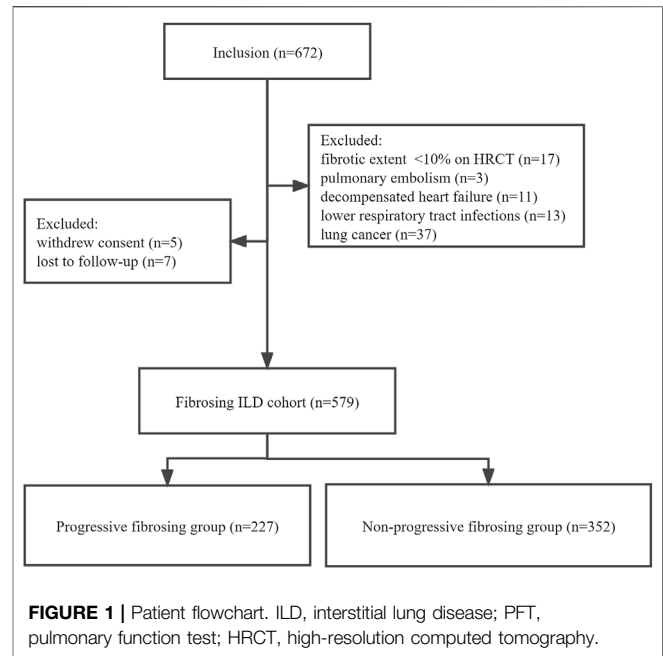 Inclusion (n=672)
Excluded:
fibrotic extent <10% on HRCT (n=17)
pulmonary embolism (n=3)
decompensated heart failure (n=11)
lower respiratory tract infections (n=13)
lung cancer (n=37)
Excluded:
withdrew consent (n=5)
lost to follow-up (n=7)
Fibrosing ILD cohort (n=579)
Progressive fibrosing group (n=227)
Non-progressive fibrosing group (n=352)
FIGURE 1 | Patient flowchart. ILD, interstitial lung disease; PFT,
pulmonary function test; HRCT, high-resolution computed tomography.